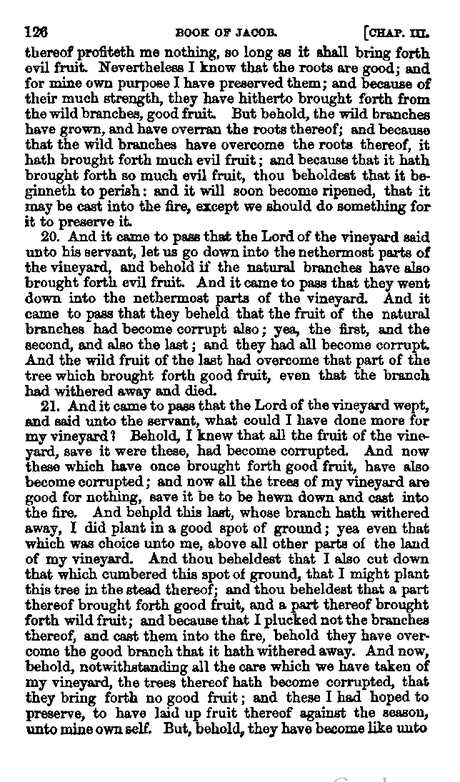 126 BOOK OF JACOB. [CHAP. III.
thereof profiteth me nothing, so long as it shall bring forth
evil fruit. Nevertheless I know that the roots are good; and
for mine own purpose I have preserved them; and because of
their much strength, they have hitherto brought forth from
the wild branches, good fruit. But behold, the wild branches
have grown, and have overran the roots thereof; and because
that the wild branches have overcome the roots thereof, it
hath brought forth much evil fruit; and because that it hath
brought forth so much evil fruit, thou beholdest that it be-
ginneth to perish: and it will soon become ripened, that it
may be cast into the fire, except we should do something for
it to preserve it.
20. And it came to pass that the Lord of the vineyard said
unto his servant, let us go down into the nethermost parts of
the vineyard, and behold if the natural branches have also
brought forth evil fruit. And it came to pass that they went
down into the nethermost parts of the vineyard. And it
came to pass that they beheld that the fruit of the natural
branches had become corrupt also; yea, the first, and the
second, and also the last; and they had all become corrupt.
And the wild fruit of the last had overcome that part of the
tree which brought forth good fruit, even that the branch
had withered away and died.
21. And it came to pass that the Lord of the vineyard wept,
and said unto the servant, what could I have done more for
my vineyard? Behold, I knew that all the fruit of the vine-
yard, save it were these, had become corrupted. And now
these which have once brought forth good fruit, have also
become corrupted; and now all the trees of my vineyard are
good for nothing, save it be to be hewn down and cast into
the fire. And behold this last, whose branch hath withered
away, I did plant in a good spot of ground; yea even that
which was choice unto me, above all other parts of the land
of my vineyard. And thou beheldest that I also cut down
that which cumbered this spot of ground, that I might plant
this tree in the stead thereof; and thou beheldest that a part
thereof brought forth good fruit, and a part thereof brought
forth wild fruit; and because that I plucked not the branches
thereof, and cast them into the fire, behold they have over-
come the good branch that it hath withered away. And now,
behold, notwithstanding all the care which we have taken of
my vineyard, the trees thereof hath become corrupted, that
they bring forth no good fruit; and these I had hoped to
preserve, to have laid up fruit thereof against the season,
unto mine own self. But, behold, they have become like unto